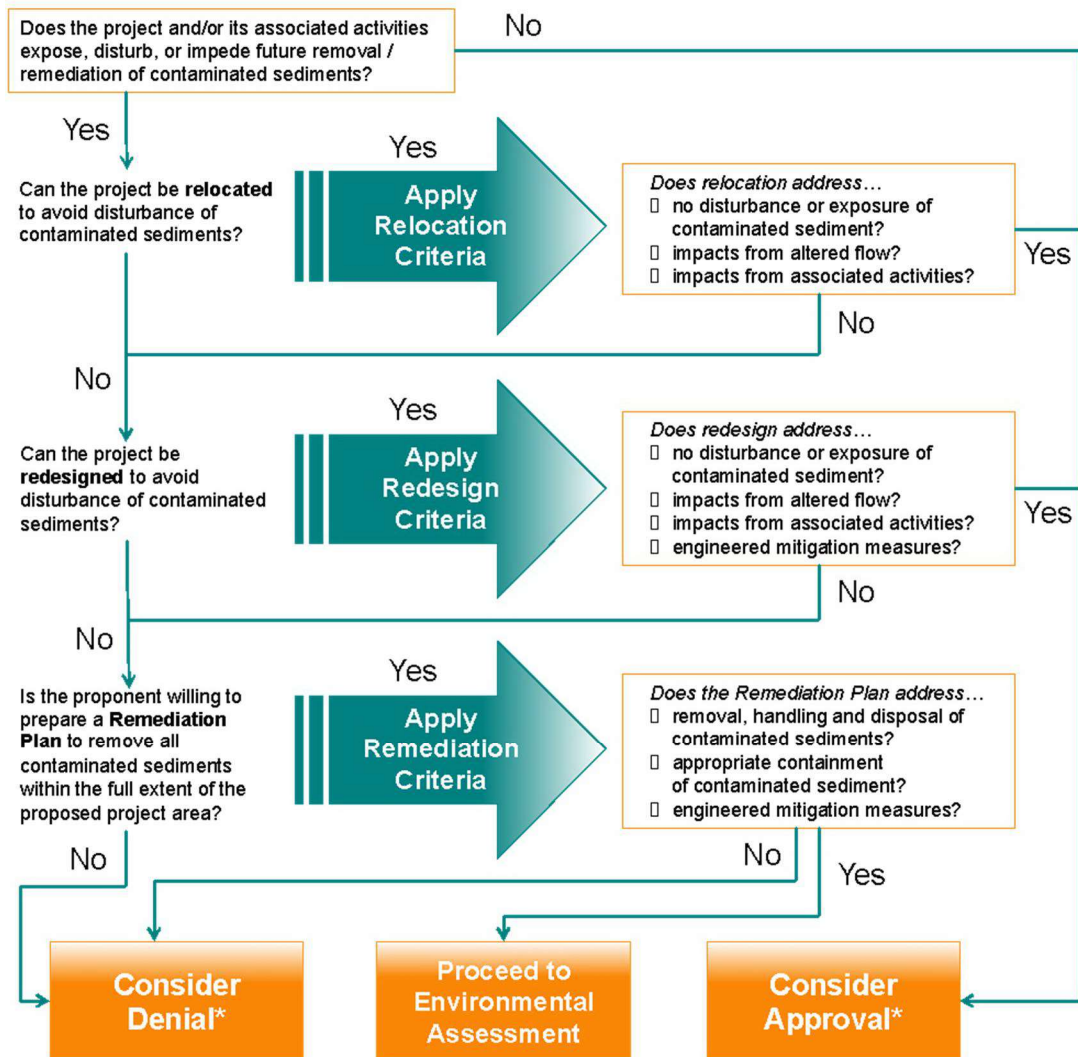 Does the project and/or its associated activities
expose, disturb, or impede future removal /
remediation of contaminated sediments?
No
Yes
Can the project be relocated
to avoid disturbance of
contaminated sediments?
Yes
Apply
Relocation
Criteria
Does relocation address…
no disturbance or exposure of
contaminated sediment?
impacts from altered flow?
impacts from associated activities?
Yes
No
No
Can the project be
redesigned to avoid
disturbance of contaminated
sediments?
Yes
Apply
Redesign
Criteria
Does redesign address…
no disturbance or exposure of
contaminated sediment?
impacts from altered flow?
impacts from associated activities?
engineered mitigation measures?
Yes
No
No
Is the proponent willing to
prepare a Remediation
Plan to remove all
contaminated sediments
within the full extent of the
proposed project area?
Yes
Apply
Remediation
Criteria
Does the Remediation Plan address…
removal, handling and disposal of
contaminated sediments?
appropriate containment
of contaminated sediment?
engineered mitigation measures?
No
No
Yes
Consider
Denial*
Proceed to
Environmental
Assessment
Consider
Approval*